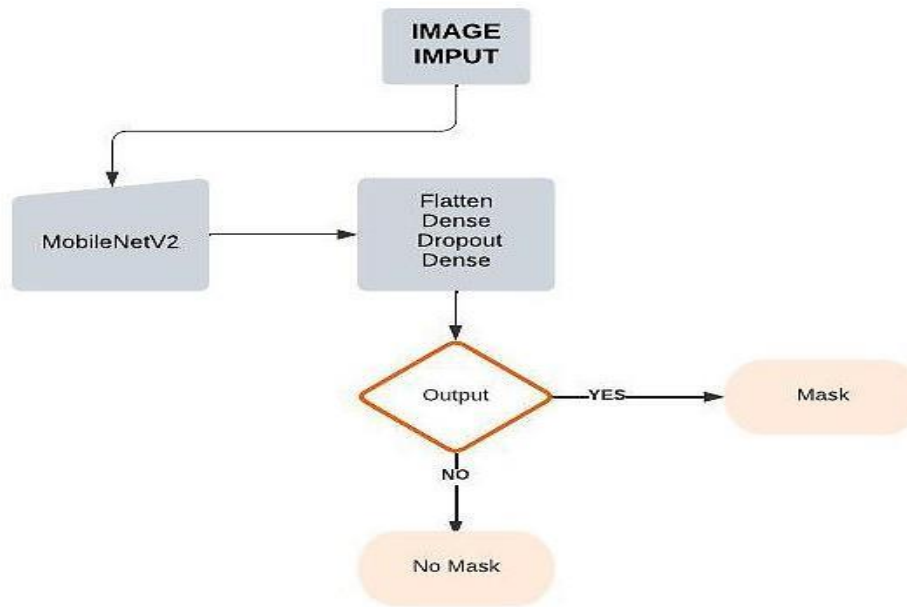 IMAGE
IMPUT
MobileNetV2
Flatten
Dense
Dropout
Dense
Output
YES
Mask
NO
No Mask